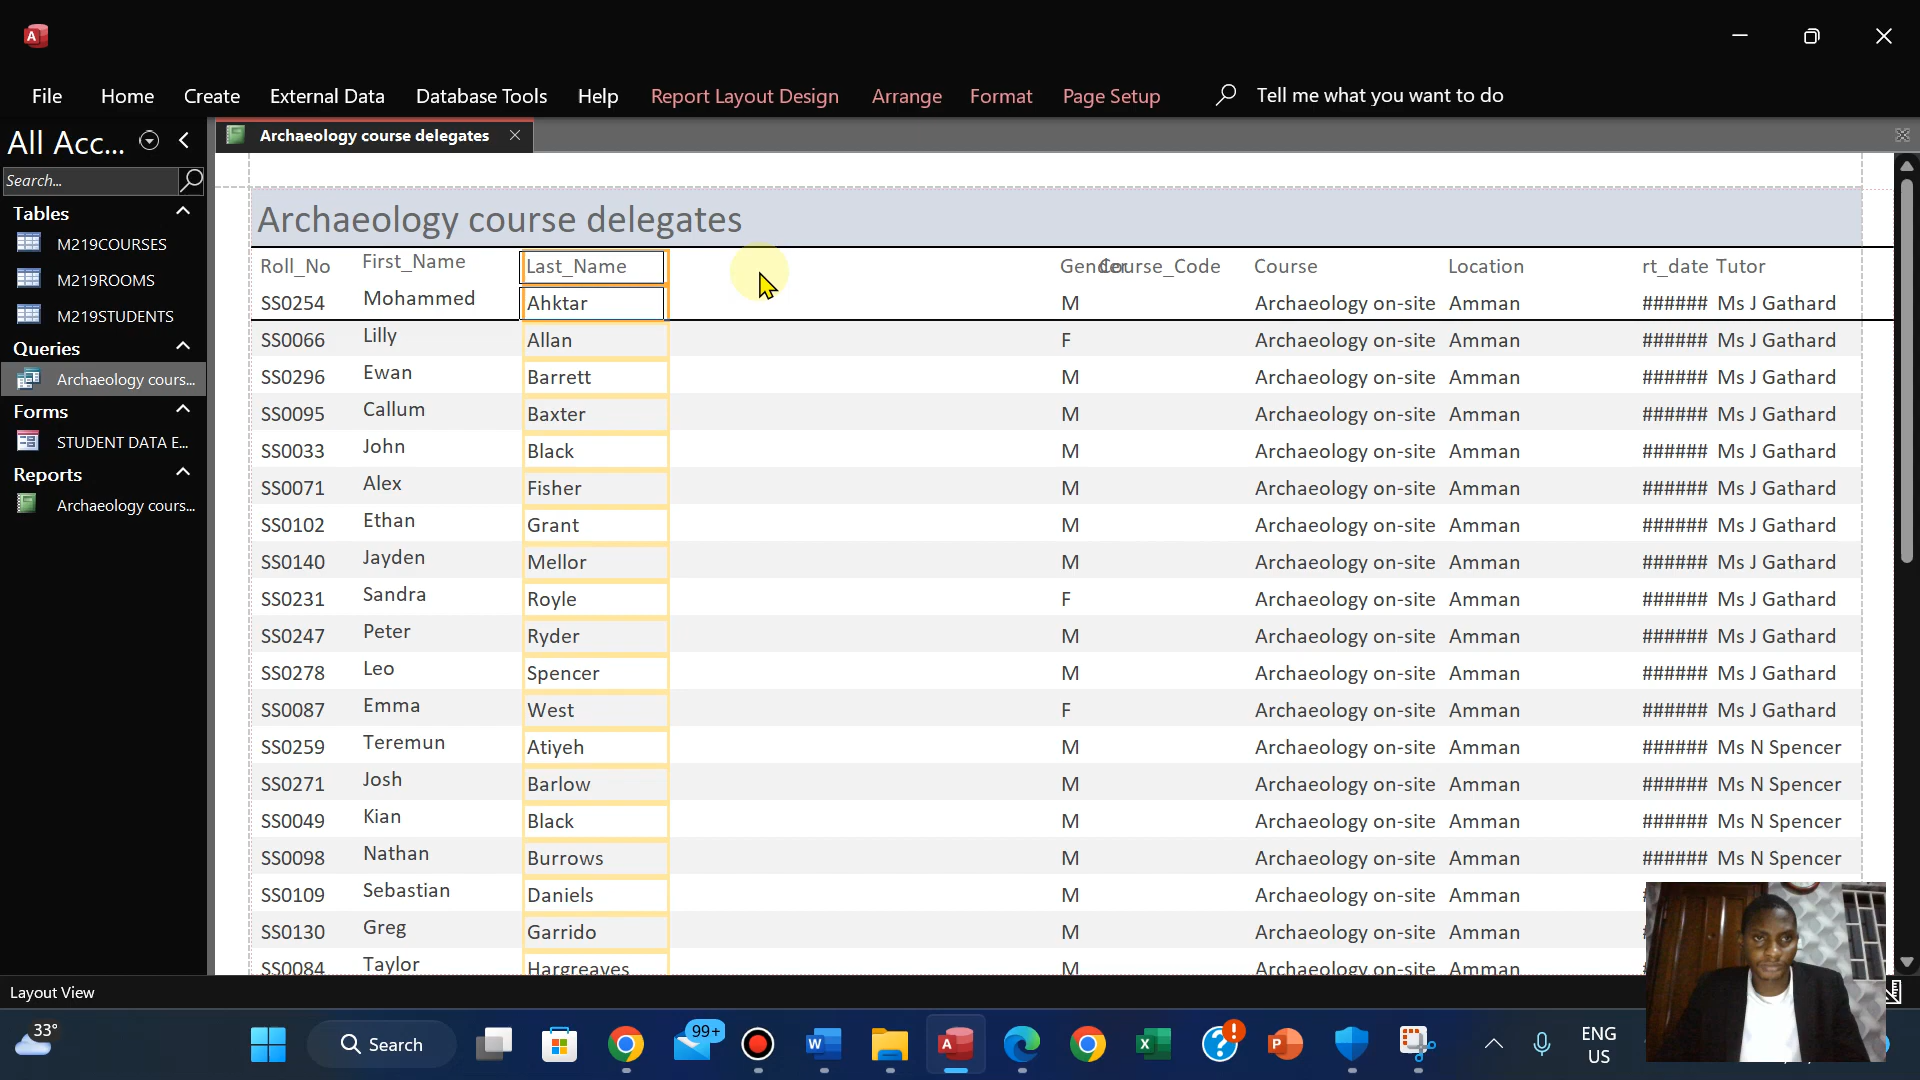 File Home Create External Data Database Tools Help Report Layout Design Arrange Format Page Setup Tell me what you want to do
All Acc...
Archaeology course delegates
Search...
Tables
M219COURSES
M219ROOMS
M219STUDENTS
Queries
Archaeology cours...
Forms
STUDENT DATA E...
Reports
Archaeology cours...
Archaeology course delegates
Roll_No First_Name Last_Name Gender Course_Code Course Location rt_date Tutor
SS0254 Mohammed Ahktar M Archaeology on-site Amman ###### Ms J Gathard
SS0066 Lilly Allan F Archaeology on-site Amman ###### Ms J Gathard
SS0296 Ewan Barrett M Archaeology on-site Amman ###### Ms J Gathard
SS0095 Callum Baxter M Archaeology on-site Amman ###### Ms J Gathard
SS0033 John Black M Archaeology on-site Amman ###### Ms J Gathard
SS0071 Alex Fisher M Archaeology on-site Amman ###### Ms J Gathard
SS0102 Ethan Grant M Archaeology on-site Amman ###### Ms J Gathard
SS0140 Jayden Mellor M Archaeology on-site Amman ###### Ms J Gathard
SS0231 Sandra Royle F Archaeology on-site Amman ###### Ms J Gathard
SS0247 Peter Ryder M Archaeology on-site Amman ###### Ms J Gathard
SS0278 Leo Spencer M Archaeology on-site Amman ###### Ms J Gathard
SS0087 Emma West F Archaeology on-site Amman ###### Ms J Gathard
SS0259 Teremun Atiyeh M Archaeology on-site Amman ###### Ms N Spencer
SS0271 Josh Barlow M Archaeology on-site Amman ###### Ms N Spencer
SS0049 Kian Black M Archaeology on-site Amman ###### Ms N Spencer
SS0098 Nathan Burrows M Archaeology on-site Amman ###### Ms N Spencer
SS0109 Sebastian Daniels M Archaeology on-site Amman
SS0130 Greg Garrido M Archaeology on-site Amman
SS0084 Taylor Hargreaves M Archaeology on-site Amman
Layout View
33°
Search
99+
ENG
US